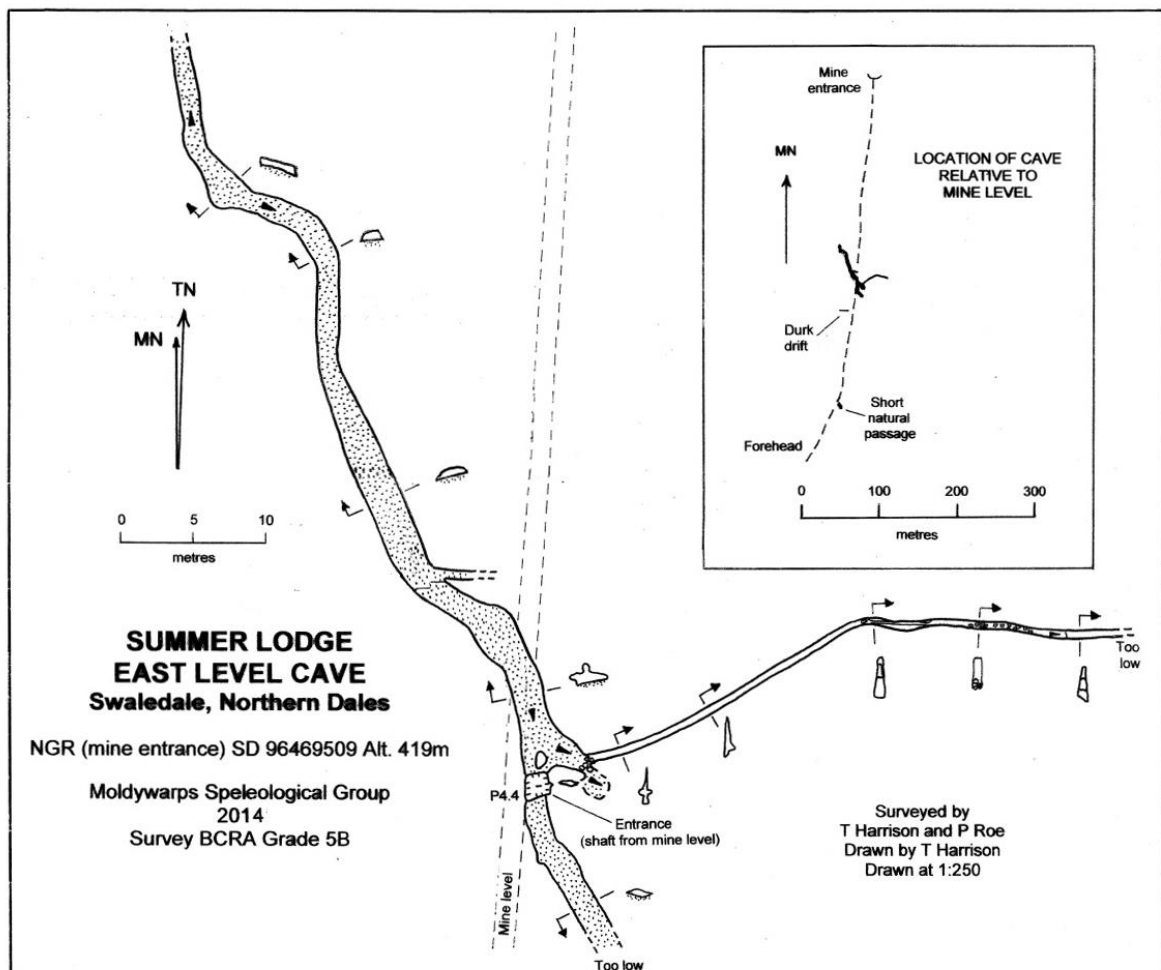 TN
MN
0 5 10
metres
SUMMER LODGE
EAST LEVEL CAVE
Swaledale, Northern Dales
NGR (mine entrance) SD 96469509 Alt. 419m
Moldywarps Speleological Group
2014
Survey BCRA Grade 5B
Mine
entrance
MN
LOCATION OF CAVE
RELATIVE TO
MINE LEVEL
Durk
drift
Short
natural
passage
Forehead
0 100 200 300
metres
Too
low
P4.4
Entrance
(shaft from mine level)
Mine level
Too low
Surveyed by
T Harrison and P Roe
Drawn by T Harrison
Drawn at 1:250